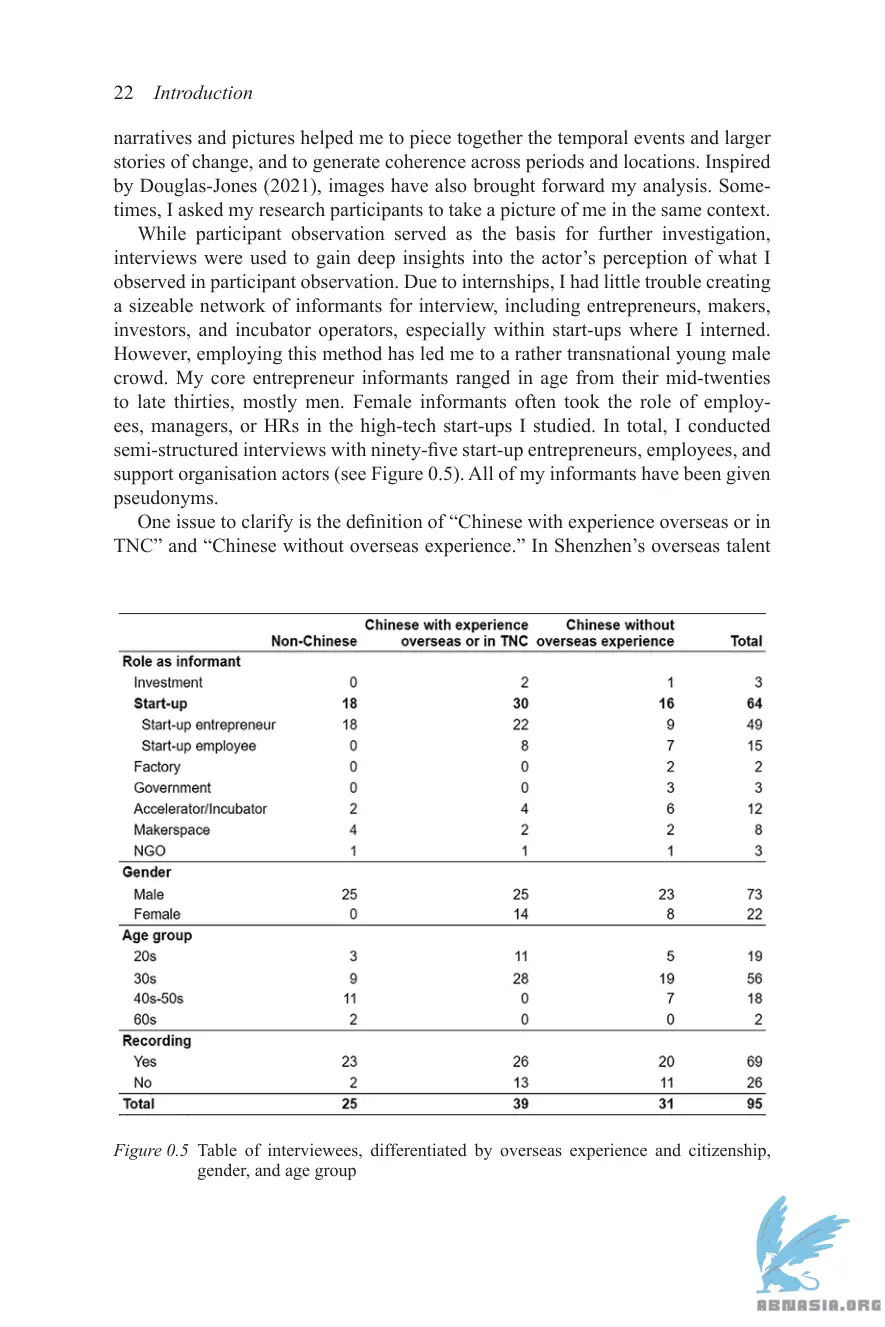 22 Introduction
narratives and pictures helped me to piece together the temporal events and larger
stories of change, and to generate coherence across periods and locations. Inspired
by Douglas-Jones (2021), images have also brought forward my analysis. Some-
times, I asked my research participants to take a picture of me in the same context.
While participant observation served as the basis for further investigation,
interviews were used to gain deep insights into the actor’s perception of what I
observed in participant observation. Due to internships, I had little trouble creating
a sizeable network of informants for interview, including entrepreneurs, makers,
investors, and incubator operators, especially within start-ups where I interned.
However, employing this method has led me to a rather transnational young male
crowd. My core entrepreneur informants ranged in age from their mid-twenties
to late thirties, mostly men. Female informants often took the role of employ-
ees, managers, or HRs in the high-tech start-ups I studied. In total, I conducted
semi-structured interviews with ninety-five start-up entrepreneurs, employees, and
support organisation actors (see Figure 0.5). All of my informants have been given
pseudonyms.
One issue to clarify is the definition of “Chinese with experience overseas or in
TNC” and “Chinese without overseas experience.” In Shenzhen’s overseas talent
Chinese with experience Chinese without
Non-Chinese overseas or in TNC overseas experience Total
Role as informant
Investment 0 2 1 3
Start-up 18 30 16 64
Start-up entrepreneur 18 22 9 49
Start-up employee 0 8 7 15
Factory 0 0 2 2
Government 0 0 3 3
Accelerator/Incubator 2 4 6 12
Makerspace 4 2 2 8
NGO 1 1 1 3
Gender
Male 25 25 23 73
Female 0 14 8 22
Age group
20s 3 11 5 19
30s 9 28 19 56
40s-50s 11 0 7 18
60s 2 0 0 2
Recording
Yes 23 26 20 69
No 2 13 11 26
Total 25 39 31 95
Figure 0.5 Table of interviewees, differentiated by overseas experience and citizenship,
gender, and age group
ABNASIA.ORG